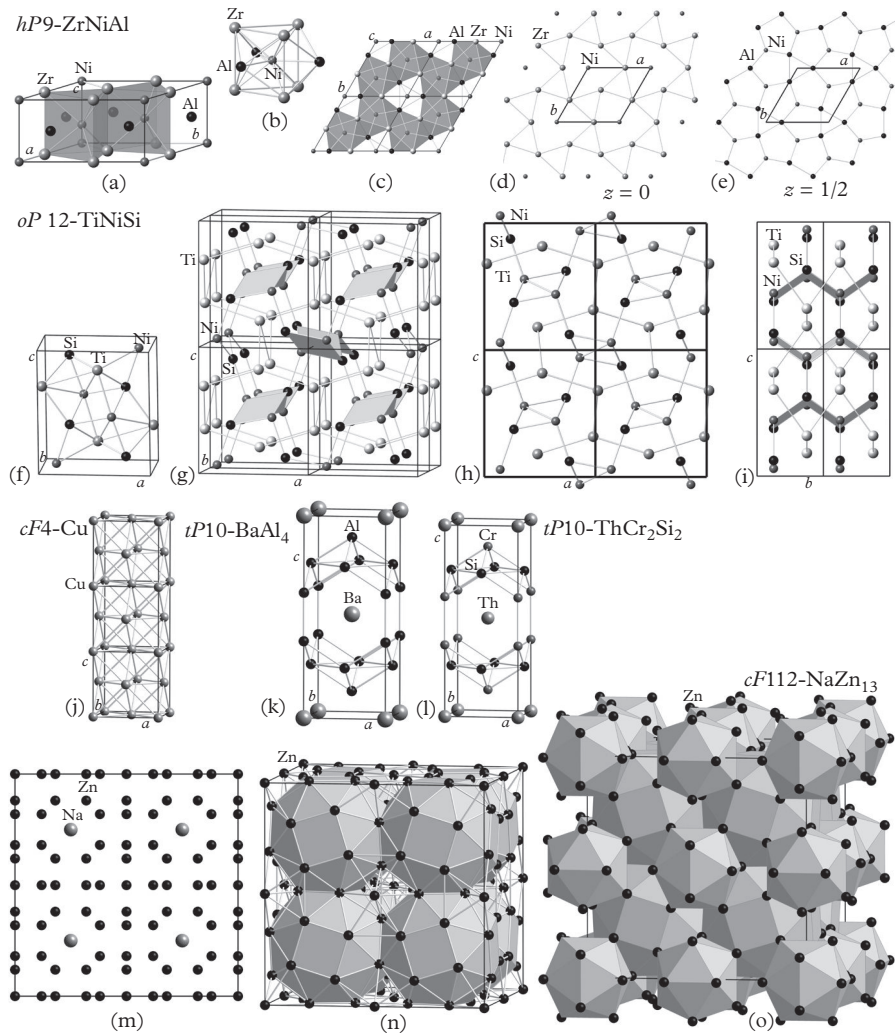 hP9-ZrNiAl
Zr Ni Al
c
a b
(a)
Zr
Al Ni
(b)
c a Al Zr Ni
b
(c)
Zr Ni a
b
(d)
z = 0
Al Ni
a
b
(e)
z = 1/2
oP 12-TiNiSi
Si Ti Ni
c
b a
(f)
Ti
Ni
c
Si
b a
(g)
Ni
Si
Ti
c
a
(h)
Ti
Si
Ni
c
b
(i)
cF4-Cu
Cu
c
b
a
(j)
tP10-BaAl4
Al
c
Ba
b
a
(k)
tP10-ThCr2Si2
Cr
c
Si
Th
b
a
(l)
cF112-NaZn13
Zn
(o)
Zn
Na
(m)
Zn
(n)